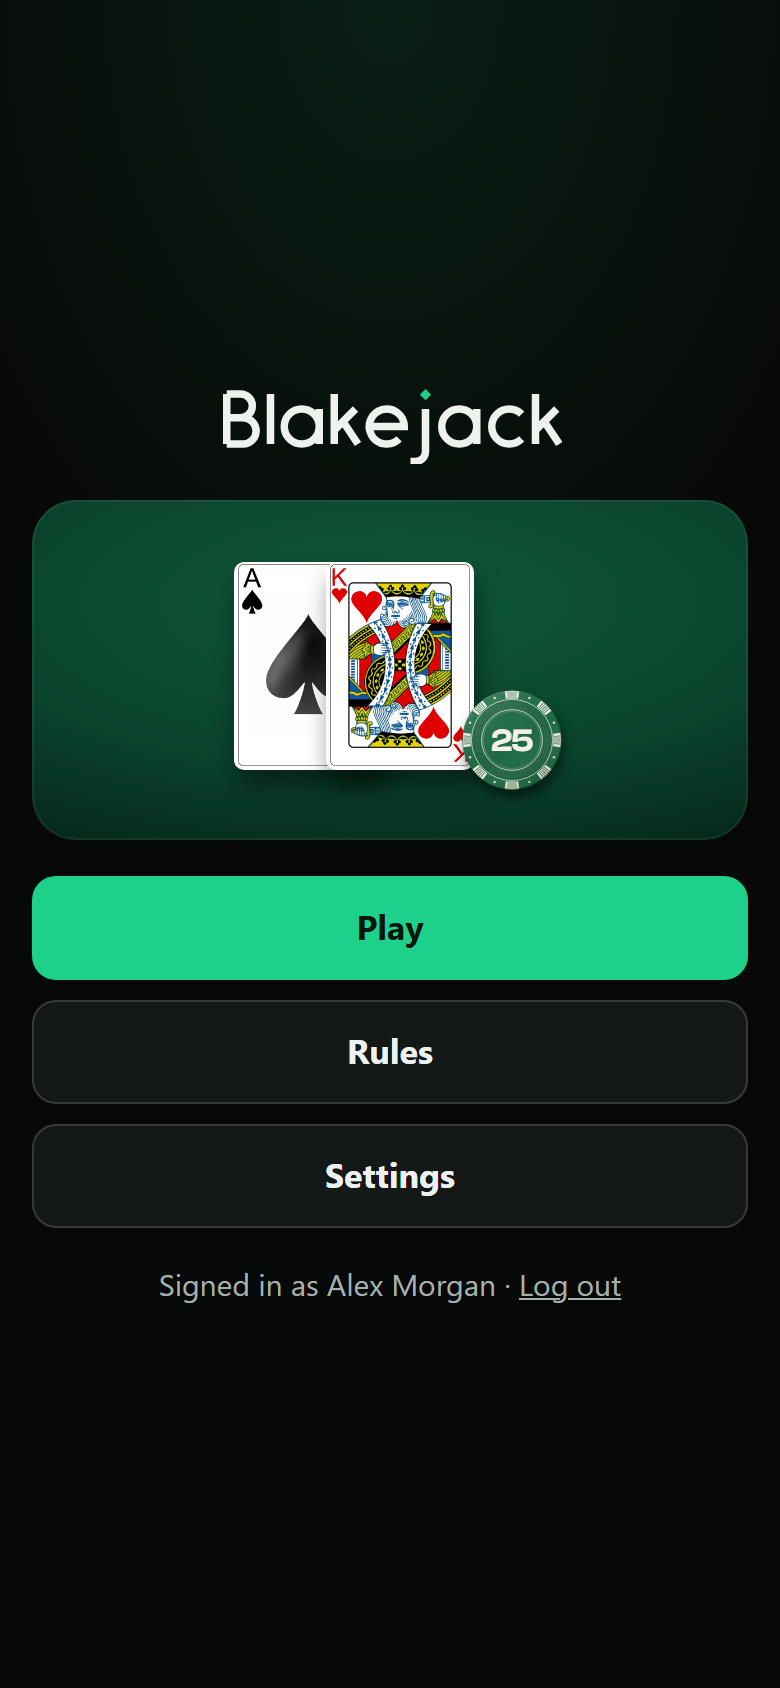 Blakejack
A
K
K
25
Play
Rules
Settings
Signed in as Alex Morgan · Log out